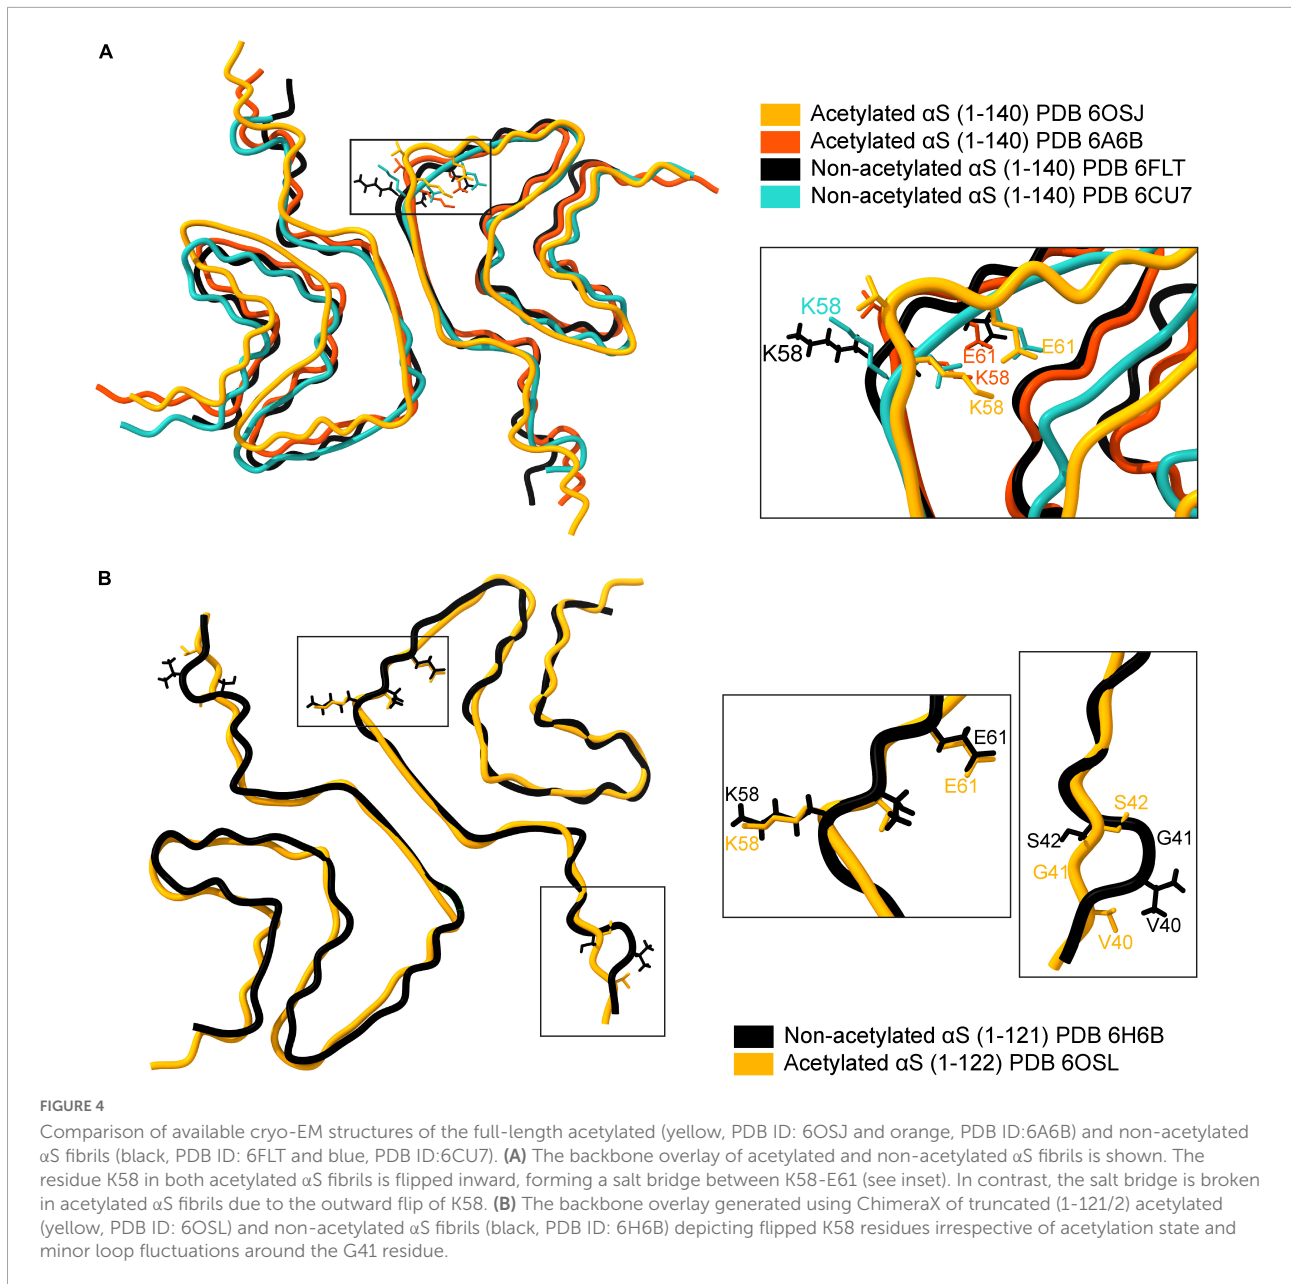 A
Acetylated αS (1-140) PDB 6OSJ
Acetylated αS (1-140) PDB 6A6B
Non-acetylated αS (1-140) PDB 6FLT
Non-acetylated αS (1-140) PDB 6CU7
K58
K58
E61
E61
K58
K58
B
E61
E61
K58
K58
S42
S42
G41
G41
V40
V40
Non-acetylated αS (1-121) PDB 6H6B
Acetylated αS (1-122) PDB 6OSL
FIGURE 4
Comparison of available cryo-EM structures of the full-length acetylated (yellow, PDB ID: 6OSJ and orange, PDB ID:6A6B) and non-acetylated
αS fibrils (black, PDB ID: 6FLT and blue, PDB ID:6CU7). (A) The backbone overlay of acetylated and non-acetylated αS fibrils is shown. The
residue K58 in both acetylated αS fibrils is flipped inward, forming a salt bridge between K58-E61 (see inset). In contrast, the salt bridge is broken
in acetylated αS fibrils due to the outward flip of K58. (B) The backbone overlay generated using ChimeraX of truncated (1-121/2) acetylated
(yellow, PDB ID: 6OSL) and non-acetylated αS fibrils (black, PDB ID: 6H6B) depicting flipped K58 residues irrespective of acetylation state and
minor loop fluctuations around the G41 residue.